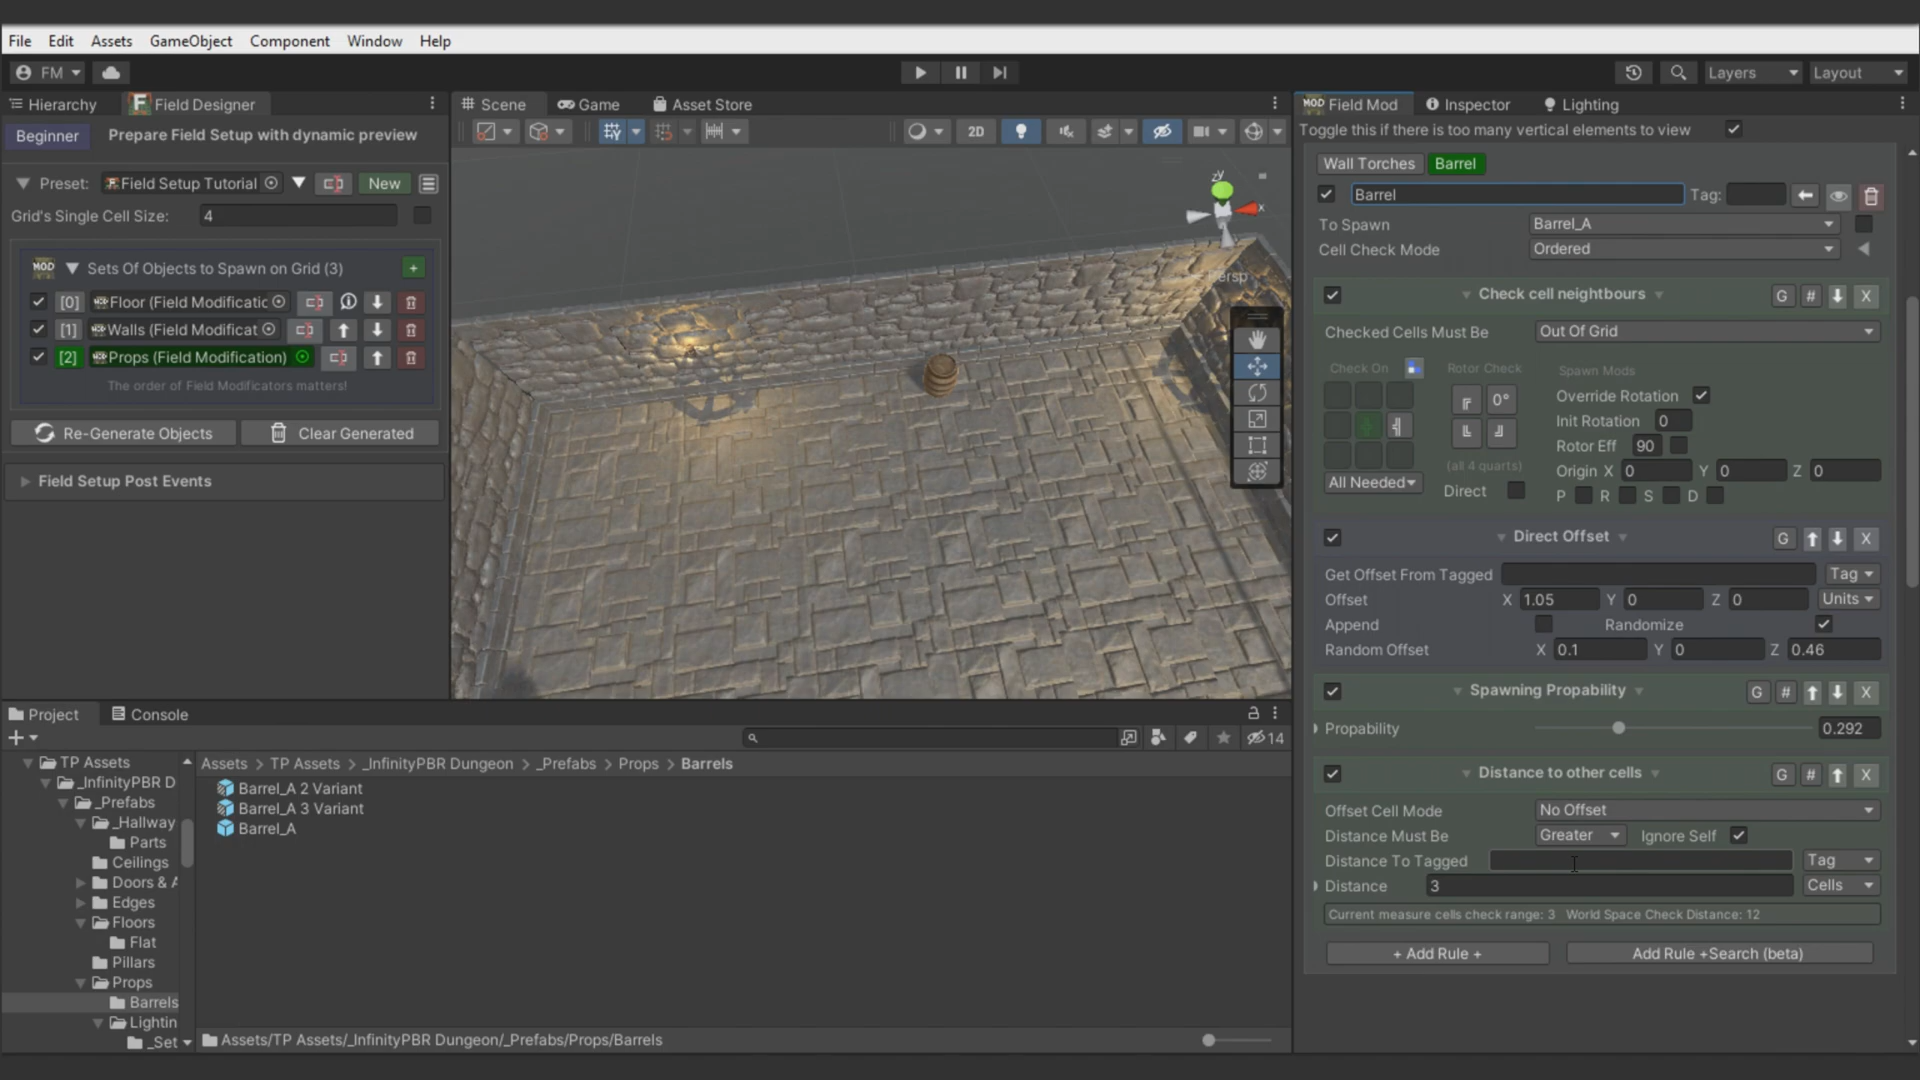 File Edit Assets GameObject Component Window Help
FM Layers Layout
Hierarchy Field Designer
Beginner Prepare Field Setup with dynamic preview
Preset: Field Setup Tutorial New
Grid's Single Cell Size: 4
MOD Sets Of Objects to Spawn on Grid (3) +
[0] Floor (Field Modificatic
[1] Walls (Field Modificat
[2] Props (Field Modification)
The order of Field Modificators matters!
Re-Generate Objects Clear Generated
Field Setup Post Events
Scene Game Asset Store
2D
y
z
x
Persp
MOD Field Mod Inspector Lighting
Toggle this if there is too many vertical elements to view
Wall Torches Barrel
Barrel Tag:
To Spawn Barrel_A
Cell Check Mode Ordered
Check cell neighbours G # X
Checked Cells Must Be Out Of Grid
Check On Rotor Check Spawn Mods
Override Rotation
0°
Init Rotation 0
Rotor Eff 90
(all 4 quarts)
Origin X 0 Y 0 Z 0
All Needed Direct P R S D
Direct Offset G X
Get Offset From Tagged Tag
Offset X 1.05 Y 0 Z 0 Units
Append Randomize
Random Offset X 0.1 Y 0 Z 0.46
Spawning Propability G # X
Propability 0.292
Distance to other cells G # X
Offset Cell Mode No Offset
Distance Must Be Greater Ignore Self
Distance To Tagged Tag
Distance 3 Cells
Current measure cells check range: 3 World Space Check Distance: 12
+ Add Rule + Add Rule +Search (beta)
Project Console
14
TP Assets
_InfinityPBR D
_Prefabs
_Hallway
Parts
Ceilings
Doors & A
Edges
Floors
Flat
Pillars
Props
Barrels
Lightin
_Set
Assets > TP Assets > _InfinityPBR Dungeon > _Prefabs > Props > Barrels
Barrel_A 2 Variant
Barrel_A 3 Variant
Barrel_A
Assets/TP Assets/_InfinityPBR Dungeon/_Prefabs/Props/Barrels